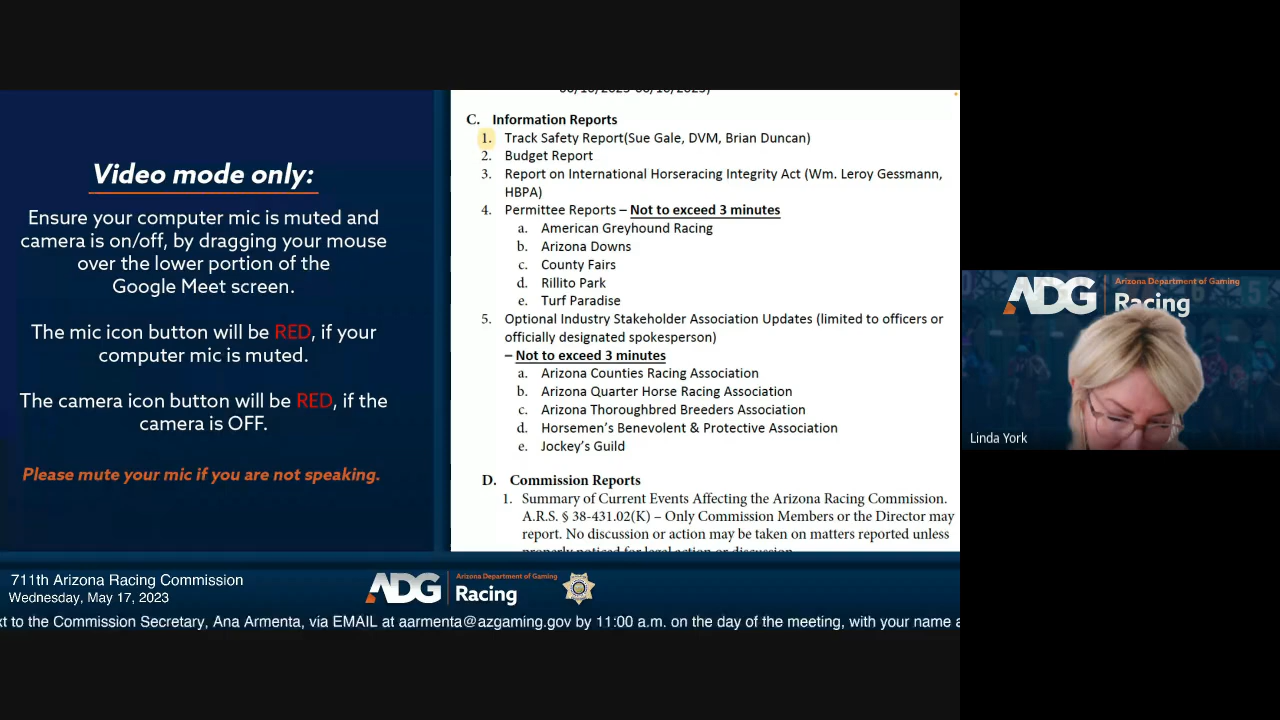 Video mode only:
Ensure your computer mic is muted and
camera is on/off, by dragging your mouse
over the lower portion of the
Google Meet screen.
The mic icon button will be RED, if your
computer mic is muted.
The camera icon button will be RED, if the
camera is OFF.
Please mute your mic if you are not speaking.
C. Information Reports
1. Track Safety Report(Sue Gale, DVM, Brian Duncan)
2. Budget Report
3. Report on International Horseracing Integrity Act (Wm. Leroy Gessmann,
HBPA)
4. Permittee Reports – Not to exceed 3 minutes
a. American Greyhound Racing
b. Arizona Downs
c. County Fairs
d. Rillito Park
e. Turf Paradise
5. Optional Industry Stakeholder Association Updates (limited to officers or
officially designated spokesperson)
– Not to exceed 3 minutes
a. Arizona Counties Racing Association
b. Arizona Quarter Horse Racing Association
c. Arizona Thoroughbred Breeders Association
d. Horsemen's Benevolent & Protective Association
e. Jockey's Guild
D. Commission Reports
1. Summary of Current Events Affecting the Arizona Racing Commission.
A.R.S. § 38-431.02(K) – Only Commission Members or the Director may
report. No discussion or action may be taken on matters reported unless
properly noticed for legal action or discussion
ADG Arizona Department of Gaming
Racing
Linda York
711th Arizona Racing Commission
Wednesday, May 17, 2023
ADG Arizona Department of Gaming
Racing
to the Commission Secretary, Ana Armenta, via EMAIL at aarmenta@azgaming.gov by 11:00 a.m. on the day of the meeting, with your name